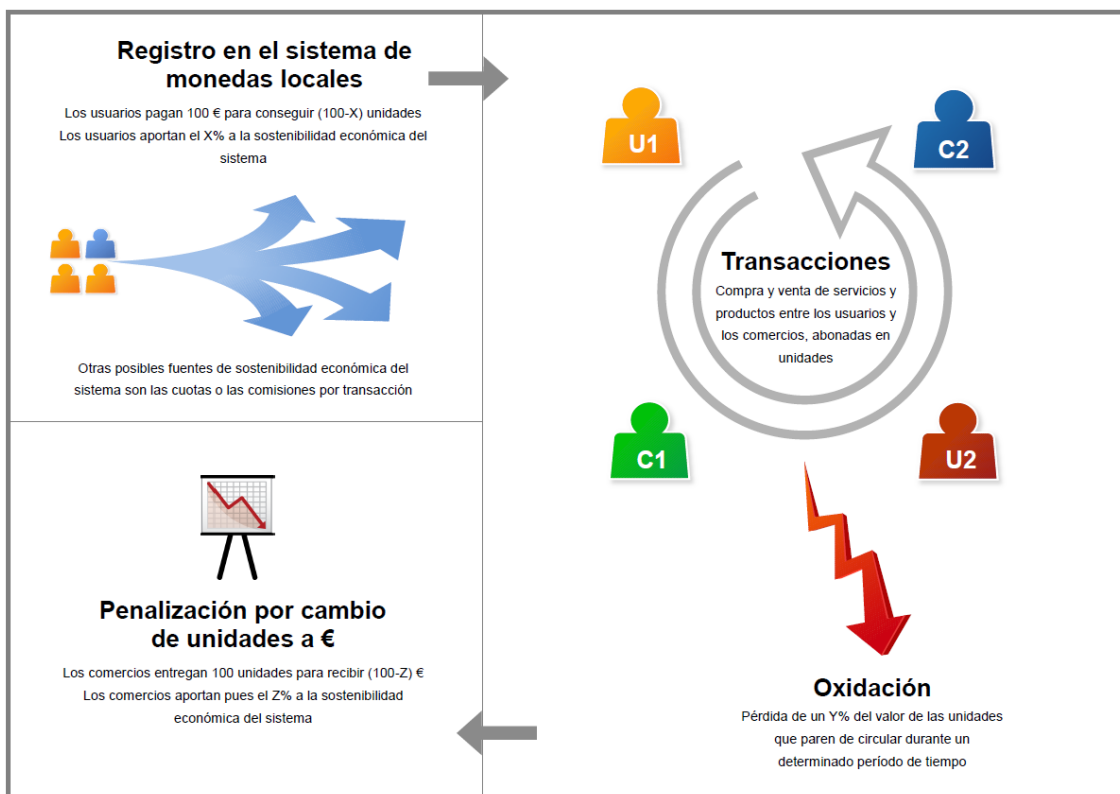 Registro en el sistema de
monedas locales
Los usuarios pagan 100 € para conseguir (100-X) unidades
Los usuarios aportan el X% a la sostenibilidad económica del
sistema
Otras posibles fuentes de sostenibilidad económica del
sistema son las cuotas o las comisiones por transacción
U1
C2
Transacciones
Compra y venta de servicios y
productos entre los usuarios y
los comercios, abonadas en
unidades
C1
U2
Oxidación
Pérdida de un Y% del valor de las unidades
que paren de circular durante un
determinado período de tiempo
Penalización por cambio
de unidades a €
Los comercios entregan 100 unidades para recibir (100-Z) €
Los comercios aportan pues el Z% a la sostenibilidad
económica del sistema